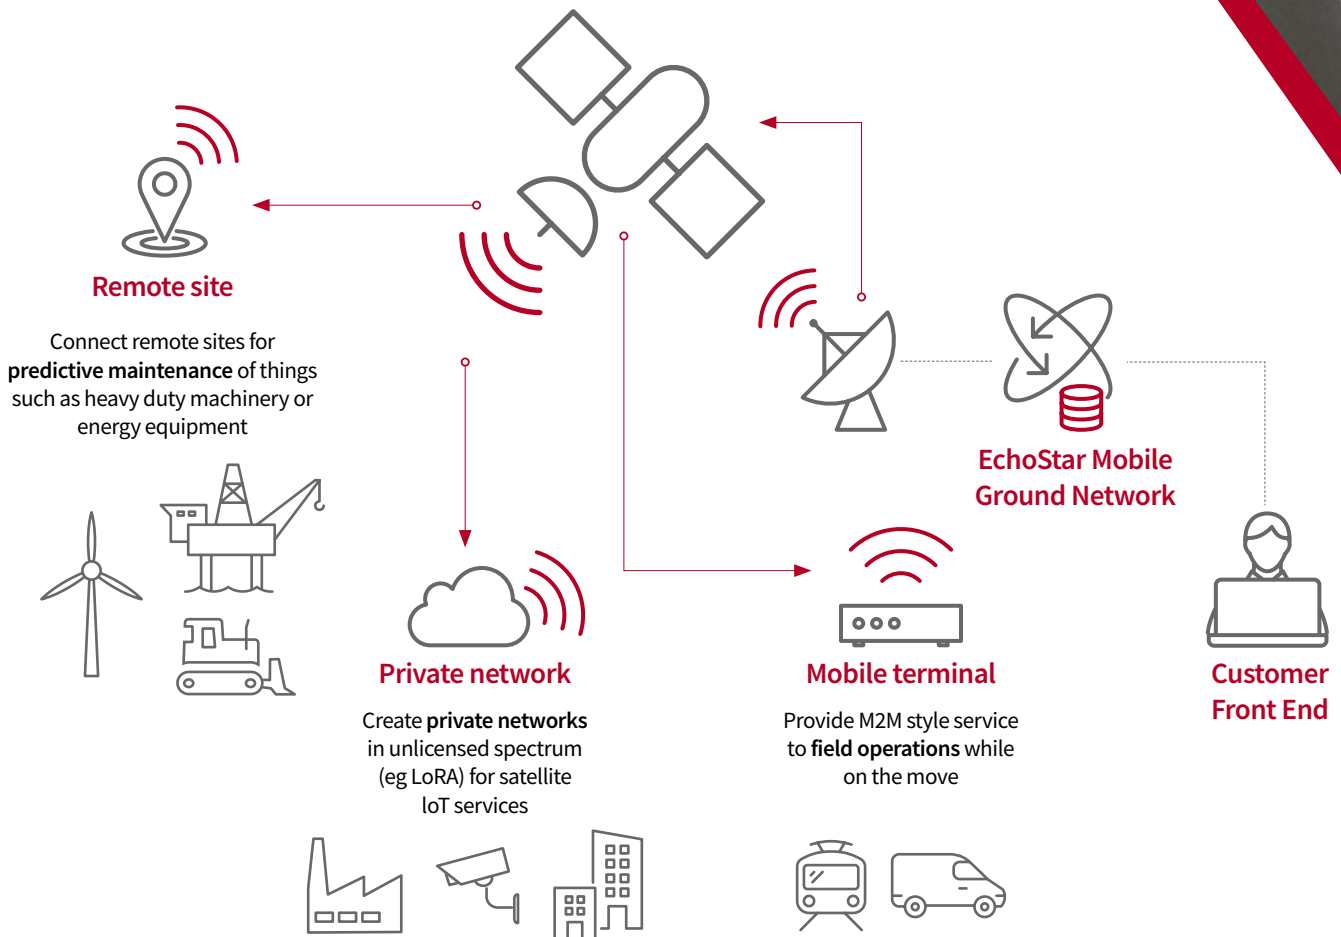 Remote site
Connect remote sites for
predictive maintenance of things
such as heavy duty machinery or
energy equipment
EchoStar Mobile
Ground Network
Private network
Create private networks
in unlicensed spectrum
(eg LoRA) for satellite
IoT services
Mobile terminal
Provide M2M style service
to field operations while
on the move
Customer
Front End